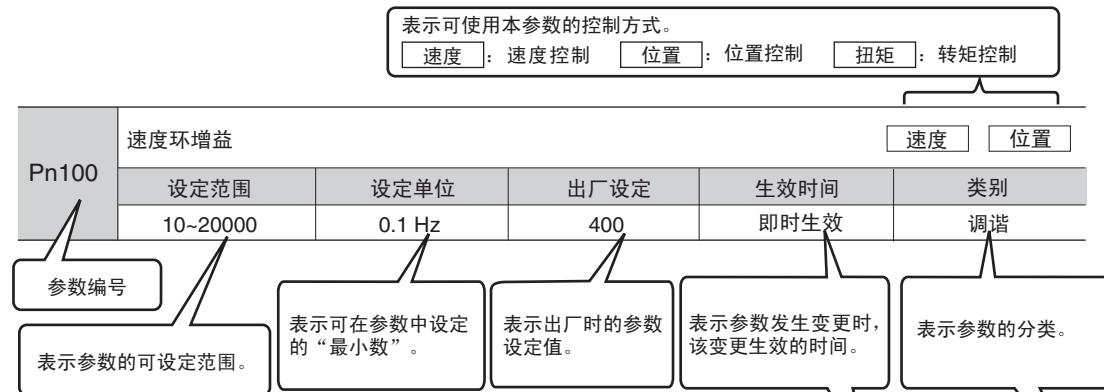 表示可使用本参数的控制方式。
速度：速度控制 位置：位置控制 扭矩：转矩控制
速度环增益 速度 位置
Pn100
设定范围 设定单位 出厂设定 生效时间 类别
10~20000 0.1 Hz 400 即时生效 调谐
参数编号
表示参数的可设定范围。
表示可在参数中设定
的“最小数”。
表示出厂时的参数
设定值。
表示参数发生变更时，
该变更生效的时间。
表示参数的分类。